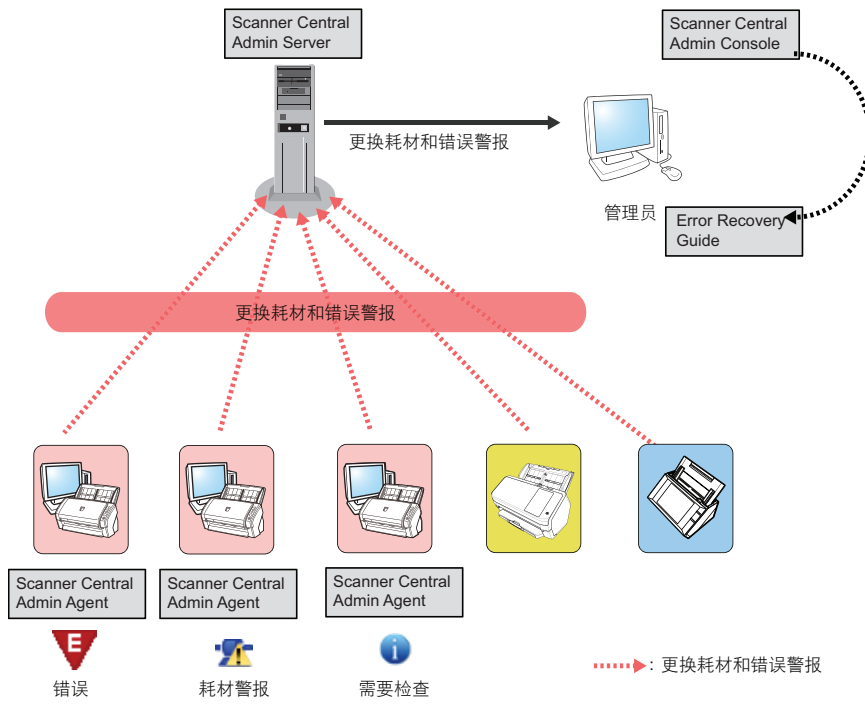 Scanner Central
Admin Server
Scanner Central
Admin Console
更换耗材和错误警报
管理员
Error Recovery
Guide
更换耗材和错误警报
Scanner Central
Admin Agent
Scanner Central
Admin Agent
Scanner Central
Admin Agent
E
错误
耗材警报
i
需要检查
: 更换耗材和错误警报